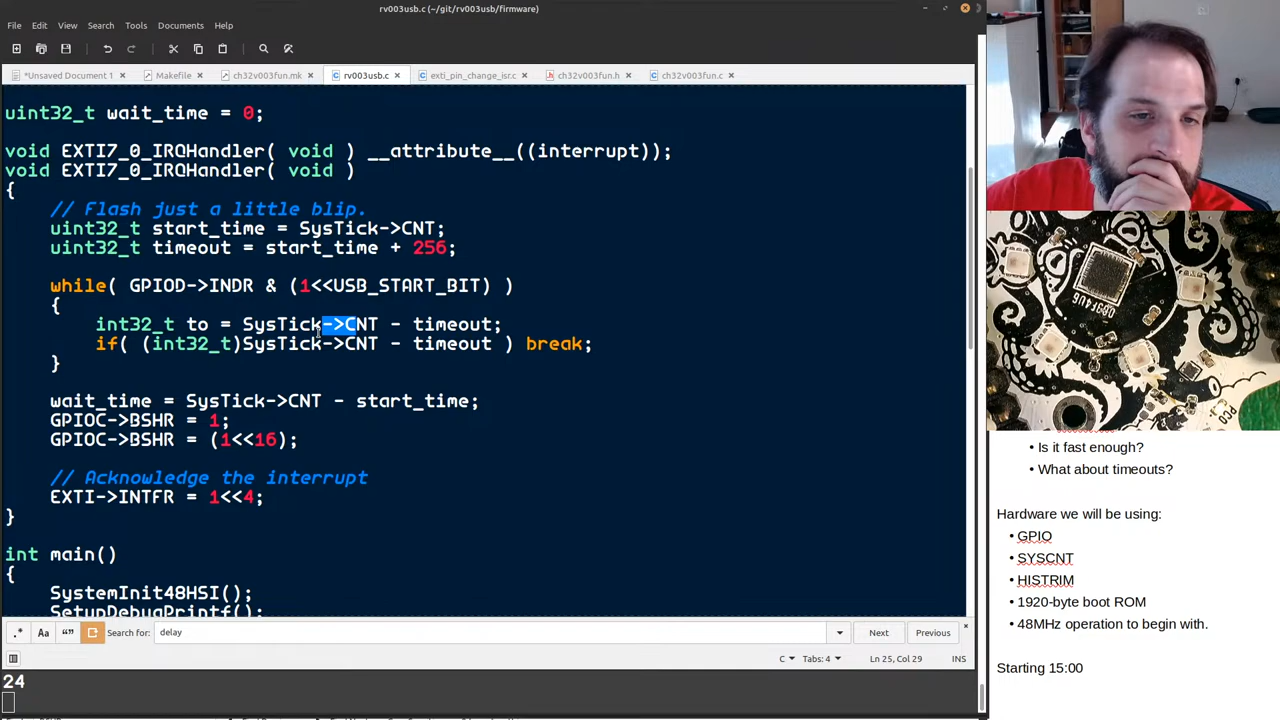 rv003usb.c (~/git/rv003usb/firmware)
File Edit View Search Tools Documents Help
*Unsaved Document 1 Makefile ch32v003fun.mk rv003usb.c exti_pin_change_isr.c ch32v003fun.h ch32v003fun.c
uint32_t wait_time = 0;
void EXTI7_0_IRQHandler( void ) __attribute__((interrupt));
void EXTI7_0_IRQHandler( void )
{
// Flash just a little blip.
uint32_t start_time = SysTick->CNT;
uint32_t timeout = start_time + 256;
while( GPIOD->INDR & (1<<USB_START_BIT) )
{
int32_t to = SysTick->CNT - timeout;
if( (int32_t)SysTick->CNT - timeout ) break;
}
wait_time = SysTick->CNT - start_time;
GPIOC->BSHR = 1;
GPIOC->BSHR = (1<<16);
// Acknowledge the interrupt
EXTI->INTFR = 1<<4;
}
int main()
{
SystemInit48HSI();
SetupDebugPrintf();
.* Aa Search for: delay Next Previous
C Tabs: 4 Ln 25, Col 29 INS
24
PC0
• Is it fast enough?
• What about timeouts?
Hardware we will be using:
• GPIO
• SYSCNT
• HISTRIM
• 1920-byte boot ROM
• 48MHz operation to begin with.
Starting 15:00